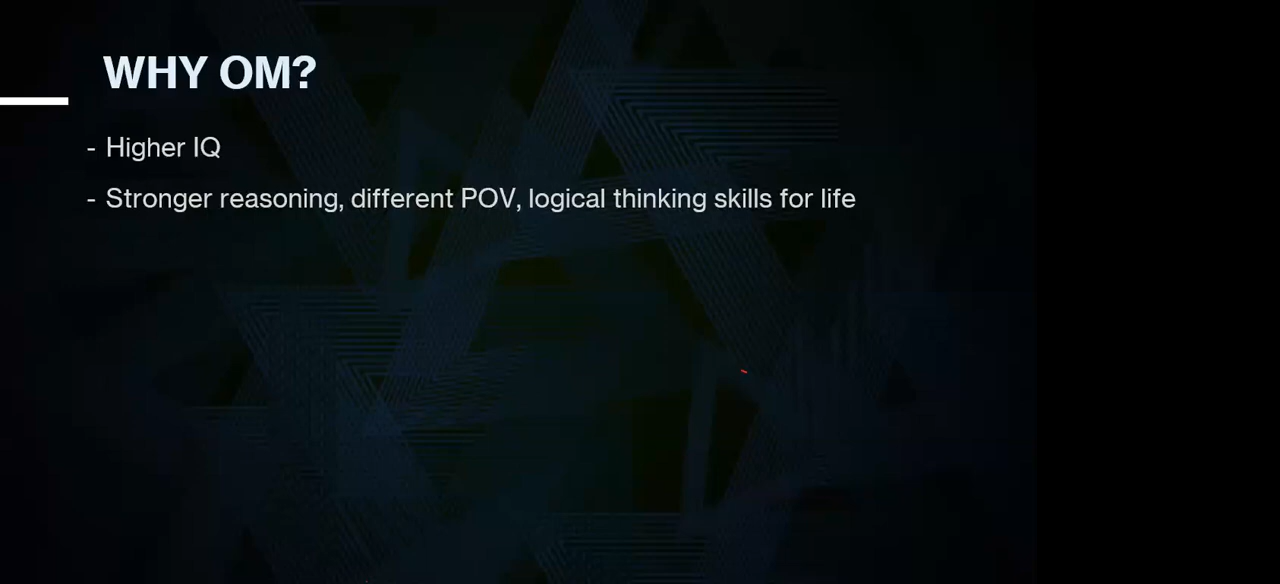 WHY OM?
- Higher IQ
- Stronger reasoning, different POV, logical thinking skills for life